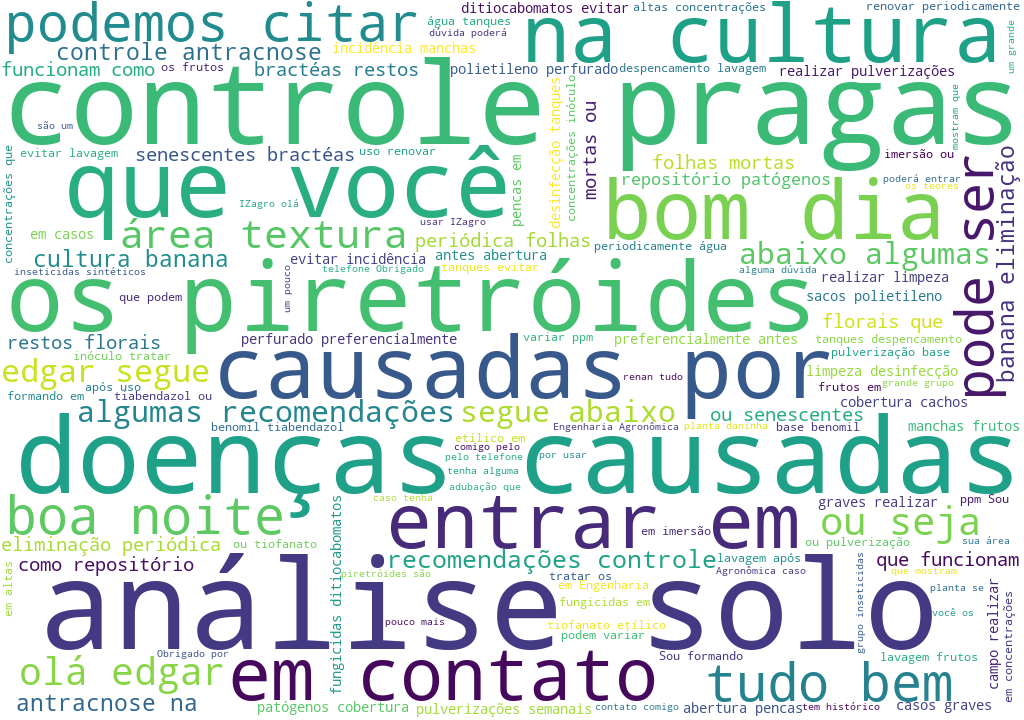 ditiocabomatos evitar
altas concentrações
renovar periodicamente
podemos citar
água tanques
dúvida poderá
na cultura
um grande
controle antracnose
incidência manchas
funcionam como
os frutos
bractéas restos
polietileno perfurado
despencamento lavagem
realizar pulverizações
controle pragas
mostram que
desinfecção tanques
concentrações inóculo
mortas ou
são um
evitar lavagem
senescentes bractéas
uso renovar
folhas mortas
imersão ou
concentrações que
que você
pencas em
repositório patógenos
poderá entrar
os teores
banana eliminação
pode ser
IZagro olá
usar IZagro
bom dia
em casos
área textura
periódica folhas
periodicamente água
abaixo algumas
cultura banana
evitar incidência
antes abertura
inseticidas sintéticos
telefone Obrigado
tanques evitar
alguma dúvida
realizar limpeza
os piretróides
que podem
um pouco
sacos polietileno
florais que
restos florais
perfurado preferencialmente
variar ppm
preferencialmente antes
tanques despencamento
inóculo tratar
pulverização base
edgar segue
causadas por
limpeza desinfecção
renan tudo
após uso
frutos em
grande grupo
formando em
tiabendazol ou
cobertura cachos
algumas recomendações
segue abaixo
ou senescentes
benomil tiabendazol
Engenharia Agronômica
planta daninha
base benomil
manchas frutos
etílico em
comigo pelo
pelo telefone
por usar
doenças causadas
tenha alguma
adubação que
boa noite
caso tenha
graves realizar
ppm Sou
entrar em
em imersão
ou seja
eliminação periódica
ou tiofanato
ou pulverização
sua área
fungicidas ditiocabomatos
como repositório
recomendações controle
lavagem após
que funcionam
em altas
piretróides são
tratar os
Agronômica caso
em Engenharia
que mostram
análise solo
fungicidas em
planta se
grupo inseticidas
campo realizar
em concentrações
pouco mais
tiofanato etílico
você os
podem variar
Obrigado por
Sou formando
lavagem frutos
olá edgar
em contato
tudo bem
antracnose na
patógenos cobertura
pulverizações semanais
contato comigo
abertura pencas
tem histórico
casos graves